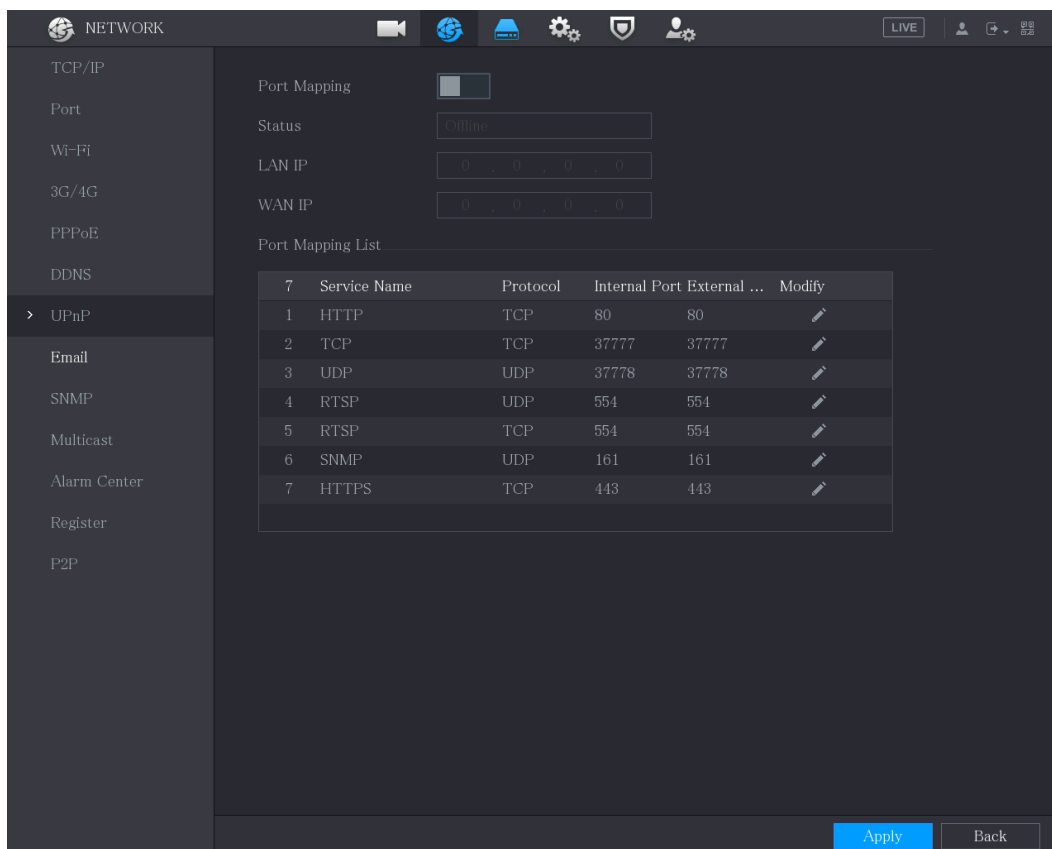 NETWORK
LIVE
TCP/IP
Port
Wi-Fi
3G/4G
PPPoE
DDNS
UPnP
Email
SNMP
Multicast
Alarm Center
Register
P2P
Port Mapping
Status Offline
LAN IP 0 . 0 . 0 . 0
WAN IP 0 . 0 . 0 . 0
Port Mapping List
7 Service Name Protocol Internal Port External ... Modify
1 HTTP TCP 80 80
2 TCP TCP 37777 37777
3 UDP UDP 37778 37778
4 RTSP UDP 554 554
5 RTSP TCP 554 554
6 SNMP UDP 161 161
7 HTTPS TCP 443 443
Apply Back